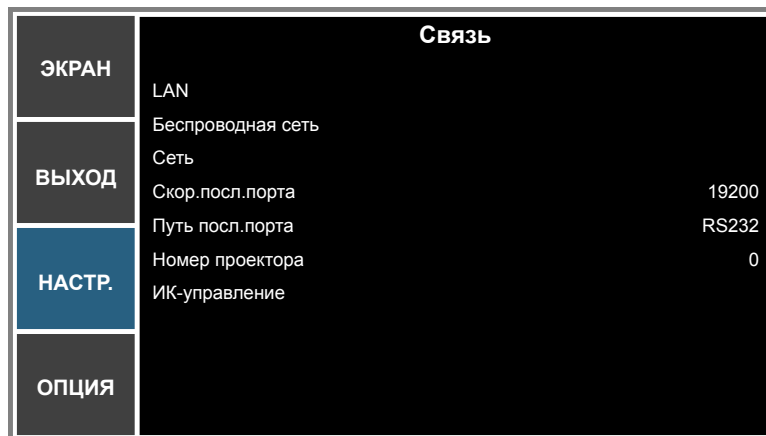 Связь
ЭКРАН
ВЫХОД
НАСТР.
ОПЦИЯ
LAN
Беспроводная сеть
Сеть
Скор.посл.порта 19200
Путь посл.порта RS232
Номер проектора 0
ИК-управление